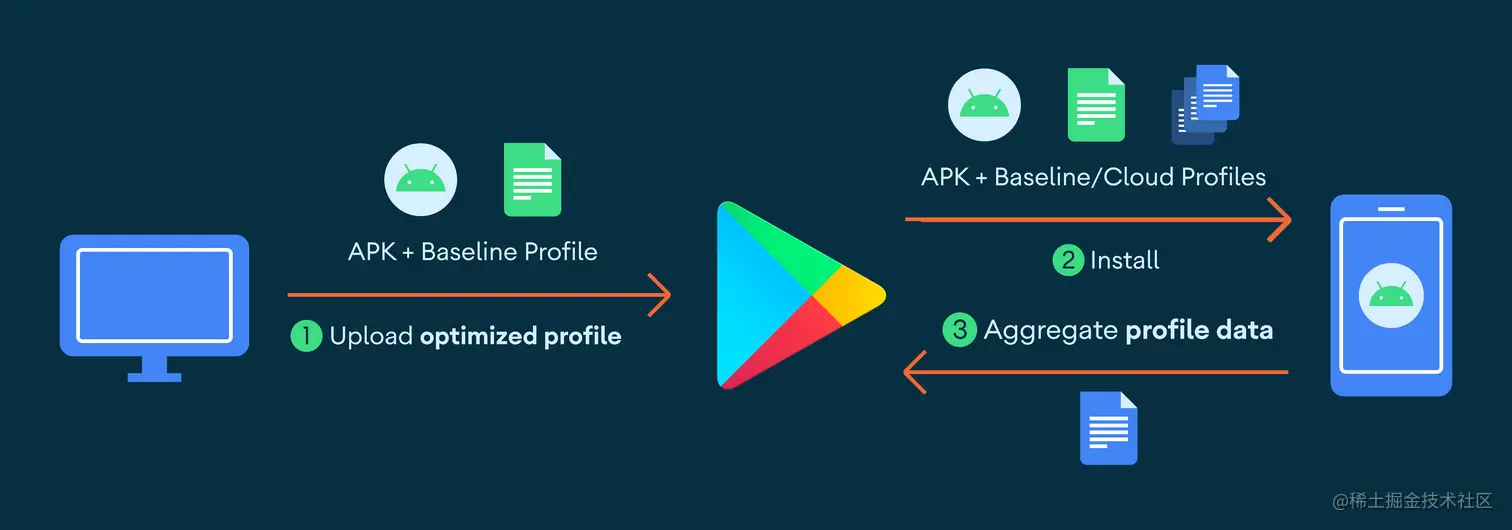 APK + Baseline Profile
1 Upload optimized profile
APK + Baseline/Cloud Profiles
2 Install
3 Aggregate profile data
@稀土掘金技术社区